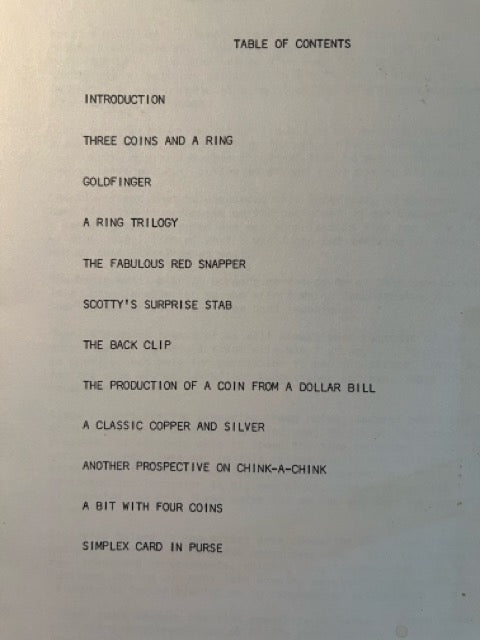 TABLE OF CONTENTS
INTRODUCTION
THREE COINS AND A RING
GOLDFINGER
A RING TRILOGY
THE FABULOUS RED SNAPPER
SCOTTY'S SURPRISE STAB
THE BACK CLIP
THE PRODUCTION OF A COIN FROM A DOLLAR BILL
A CLASSIC COPPER AND SILVER
ANOTHER PROSPECTIVE ON CHINK-A-CHINK
A BIT WITH FOUR COINS
SIMPLEX CARD IN PURSE